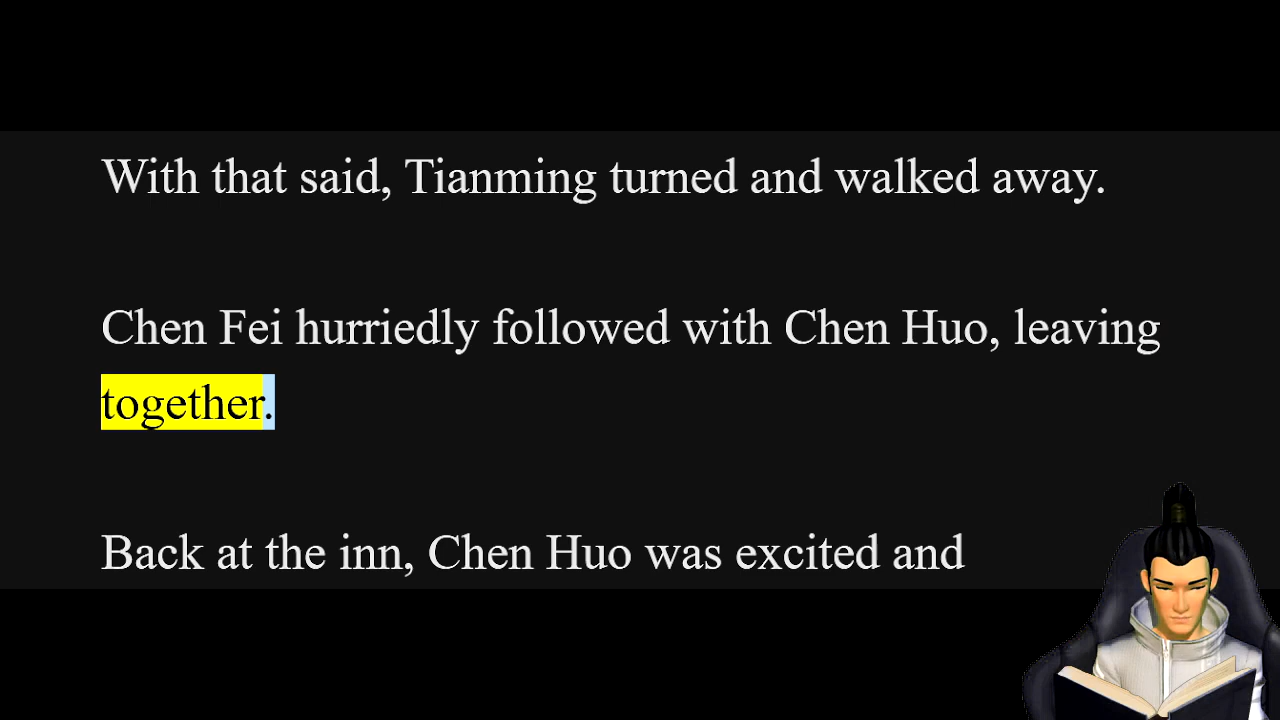 With that said, Tianming turned and walked away.
Chen Fei hurriedly followed with Chen Huo, leaving
together.
Back at the inn, Chen Huo was excited and